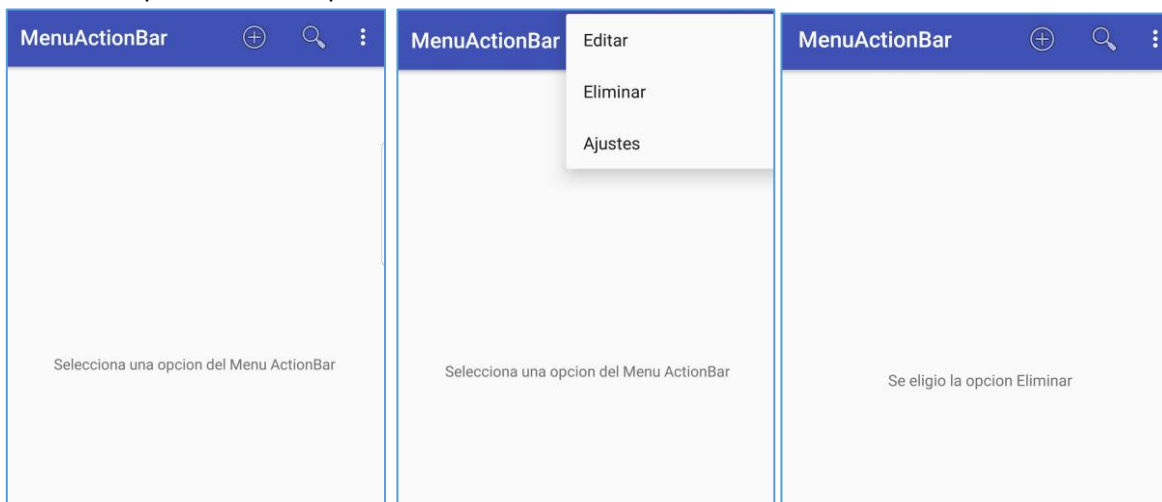 MenuActionBar
Selecciona una opcion del Menu ActionBar
MenuActionBar
Editar
Eliminar
Ajustes
Selecciona una opcion del Menu ActionBar
MenuActionBar
Se eligio la opcion Eliminar